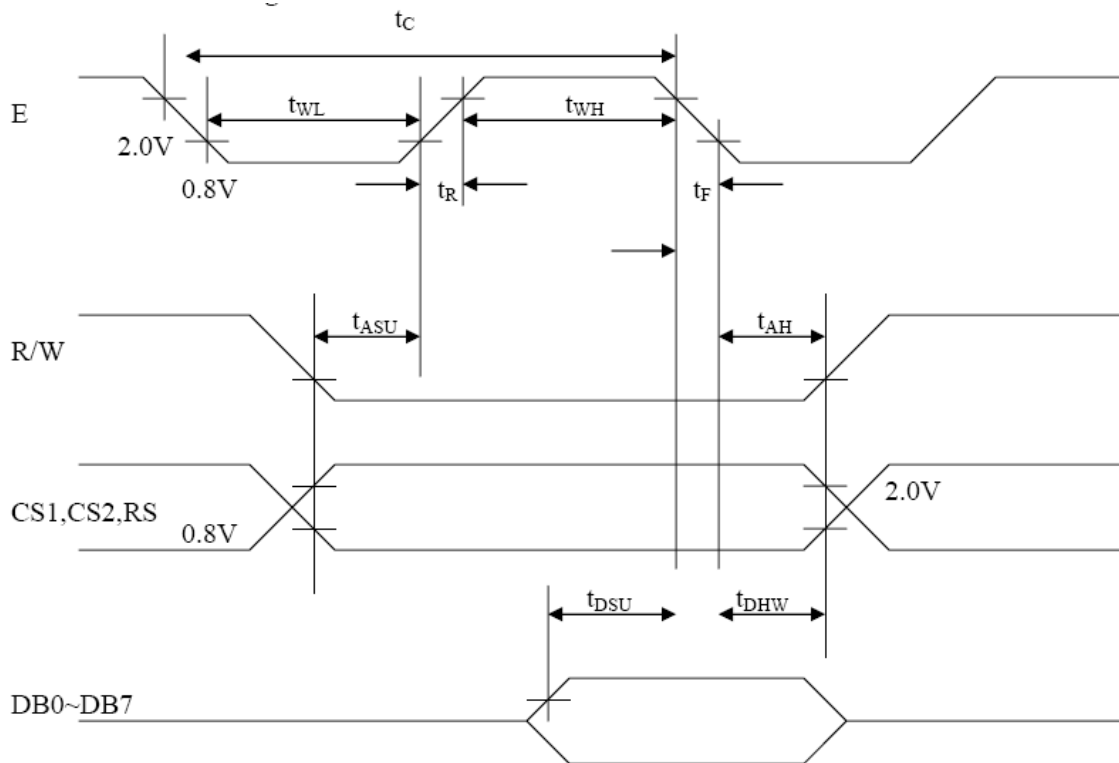 tC
E
tWL
tWH
2.0V
0.8V
tR
tF
tASU
tAH
R/W
CS1,CS2,RS
0.8V
2.0V
tDSU
tDHW
DB0~DB7